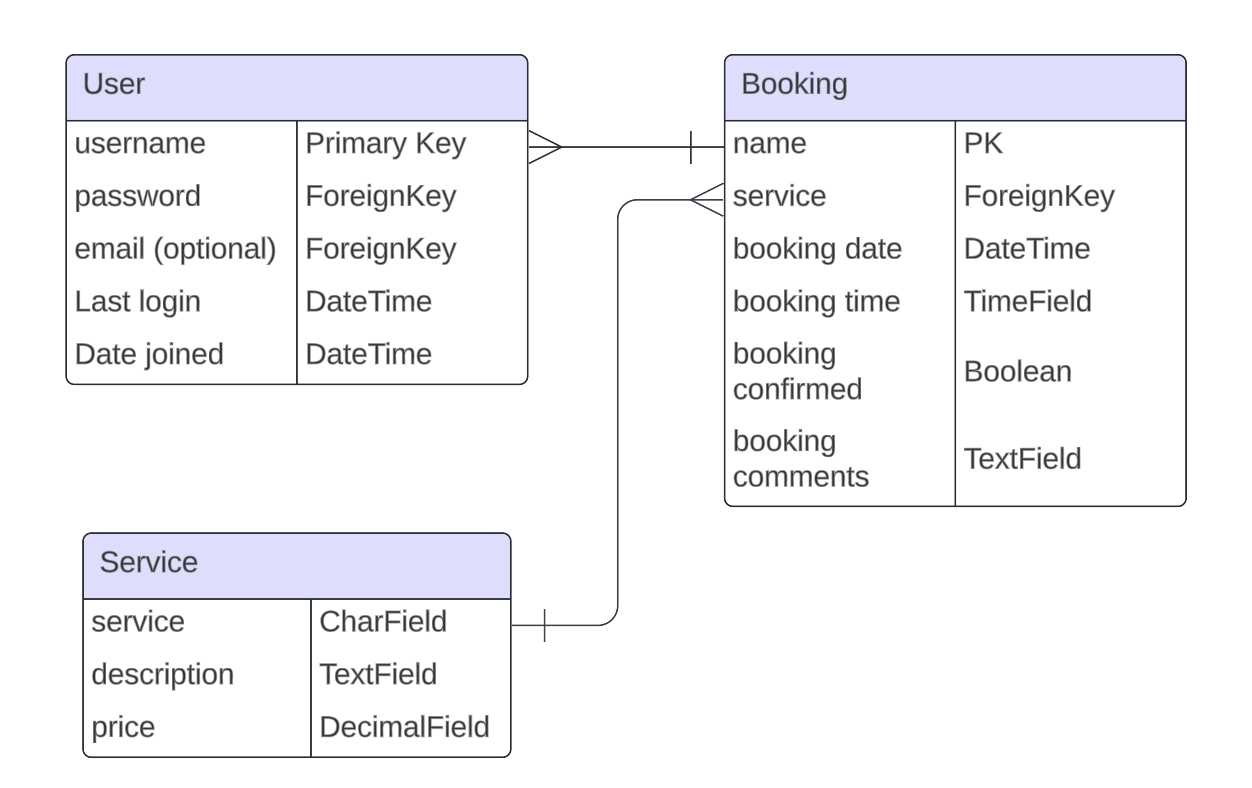 User
username Primary Key
password ForeignKey
email (optional) ForeignKey
Last login DateTime
Date joined DateTime
Booking
name PK
service ForeignKey
booking date DateTime
booking time TimeField
booking
confirmed
Boolean
booking
comments
TextField
Service
service CharField
description TextField
price DecimalField